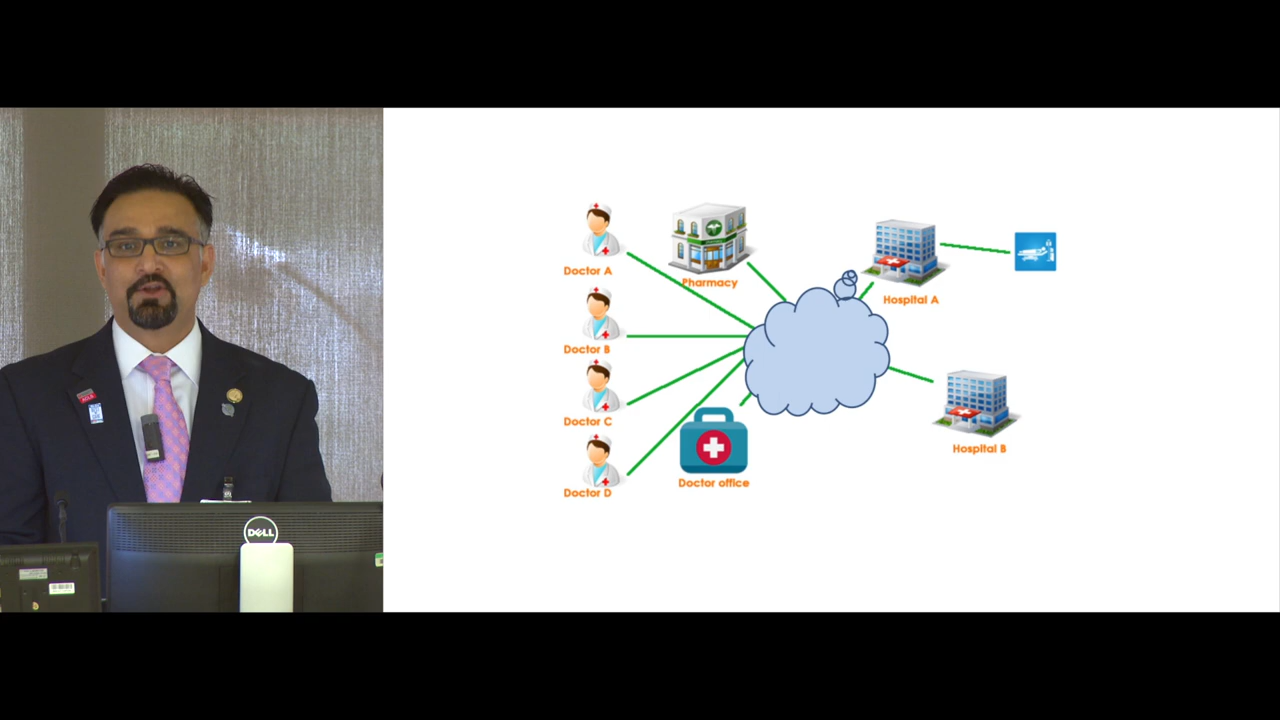 Doctor A
Pharmacy
Hospital A
Doctor B
Doctor C
Hospital B
Doctor office
Doctor D
DELL